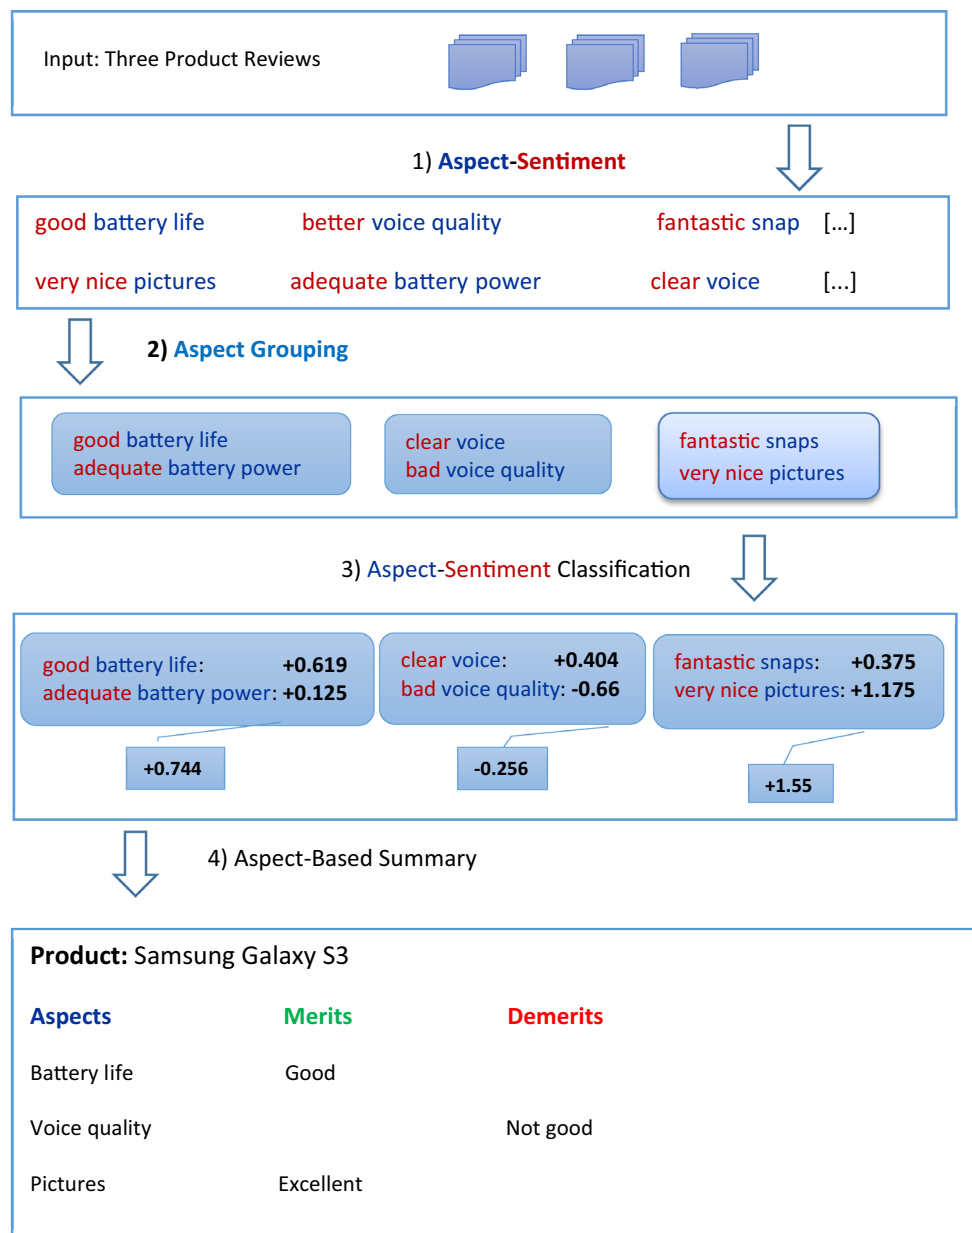 Input: Three Product Reviews
1) Aspect-Sentiment
good battery life better voice quality fantastic snap [...]
very nice pictures adequate battery power clear voice [...]
2) Aspect Grouping
good battery life
adequate battery power
clear voice
bad voice quality
fantastic snaps
very nice pictures
3) Aspect-Sentiment Classification
good battery life: +0.619
adequate battery power: +0.125
clear voice: +0.404
bad voice quality: -0.66
fantastic snaps: +0.375
very nice pictures: +1.175
+0.744
-0.256
+1.55
4) Aspect-Based Summary
Product: Samsung Galaxy S3
Aspects Merits Demerits
Battery life Good
Voice quality Not good
Pictures Excellent